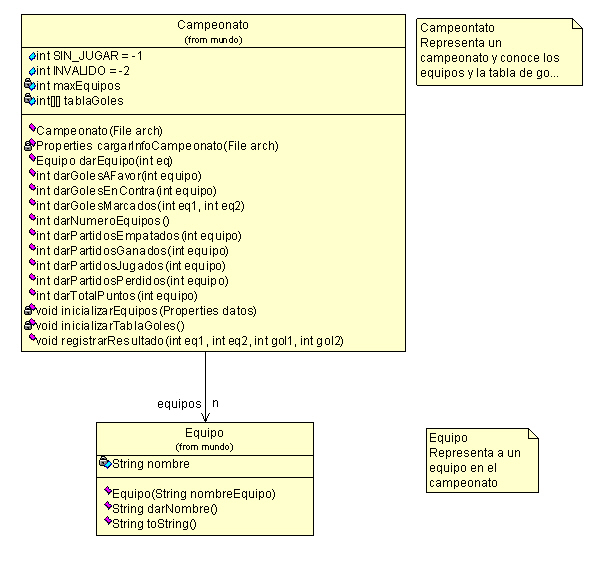 Campeonato
(from mundo)
int SIN_JUGAR = -1
int INVALIDO = -2
int maxEquipos
int[][] tablaGoles
Campeonato(File arch)
Properties cargarInfoCampeonato(File arch)
Equipo darEquipo(int eq)
int darGolesAFavor(int equipo)
int darGolesEnContra(int equipo)
int darGolesMarcados(int eq1, int eq2)
int darNumeroEquipos()
int darPartidosEmpatados(int equipo)
int darPartidosGanados(int equipo)
int darPartidosJugados(int equipo)
int darPartidosPerdidos(int equipo)
int darTotalPuntos(int equipo)
void inicializarEquipos(Properties datos)
void inicializarTablaGoles()
void registrarResultado(int eq1, int eq2, int gol1, int gol2)
Campeontato
Representa un
campeonato y conoce los
equipos y la tabla de go...
equipos n
Equipo
(from mundo)
String nombre
Equipo(String nombreEquipo)
String darNombre()
String toString()
Equipo
Representa a un
equipo en el
campeonato